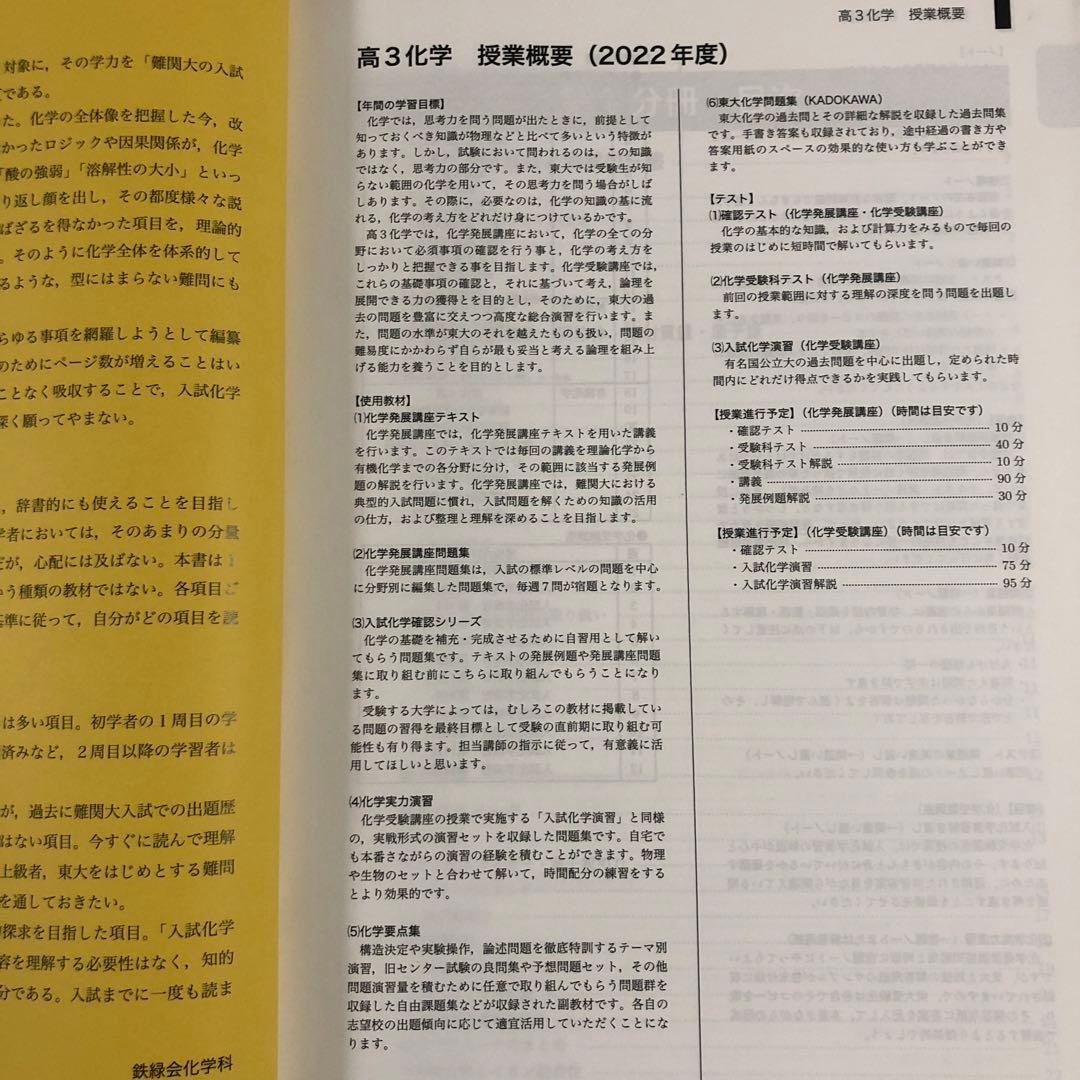 対象に，その学力を「難関大の入試
である。
た。化学の全体像を把握した今，改
かったロジックや因果関係が，化学
「酸の強弱」「溶解性の大小」といっ
り返し顔を出し，その都度様々な説
ばざるを得なかった項目を，理論的
。そのように化学全体を体系的して
るような，型にはまらない難問にも
らゆる事項を網羅しようとして編纂
のためにページ数が増えることはい
ことなく吸収することで，入試化学
深く願ってやまない。
，辞書的にも使えることを目指し
学者においては，そのあまりの分量
だが，心配には及ばない。本書は1
いう種類の教材ではない。各項目ご
基準に従って，自分がどの項目を読
は多い項目。初学者の１周目の学
済みなど，２周目以降の学習者は
が，過去に難関大入試での出題歴
はない項目。今すぐに読んで理解
上級者，東大をはじめとする難問
を通しておきたい。
探求を目指した項目。「入試化学
容を理解する必要性はなく，知的
分である。入試までに一度も読ま
鉄緑会化学科
高３化学　授業概要
高３化学　授業概要（2022年度）
【年間の学習目標】
化学では，思考力を問う問題が出たときに，前提として
知っておくべき知識が物理などと比べて多いという特徴が
あります。しかし，試験において問われるのは，この知識
ではなく，思考力の部分です。また，東大では受験生が知
らない範囲の化学を用いて，その思考力を問う場合がしば
しあります。その際に，必要なのは，化学の知識の基に流
れる，化学の考え方をどれだけ身につけているかです。
高３化学では，化学発展講座において，化学の全ての分
野において必須事項の確認を行う事と，化学の考え方を
しっかりと把握できる事を目指します。化学受験講座では，
これらの基礎事項の確認と，それに基づいて考え，論理を
展開できる力の獲得とを目的とし，そのために，東大の過
去の問題を豊富に交えつつ高度な総合演習を行います。ま
た，問題の水準が東大のそれを越えたものも扱い，問題の
難易度にかかわらず自らが最も妥当と考える論理を組み上
げる能力を養うことを目的とします。
【使用教材】
(1)化学発展講座テキスト
化学発展講座では，化学発展講座テキストを用いた講義
を行います。このテキストでは毎回の講義を理論化学から
有機化学までの各分野に分け，その範囲に該当する発展例
題の解説を行います。化学発展講座では，難関大における
典型的入試問題に慣れ，入試問題を解くための知識の活用
の仕方，および整理と理解を深めることを目指します。
(2)化学発展講座問題集
化学発展講座問題集は，入試の標準レベルの問題を中心
に分野別に編集した問題集で，毎週７問が宿題となります。
(3)入試化学確認シリーズ
化学の基礎を補充・完成させるために自習用として解い
てもらう問題集です。テキストの発展例題や発展講座問題
集に取り組む前にこちらに取り組んでもらうことになり
ます。
受験する大学によっては，むしろこの教材に掲載してい
る問題の習得を最終目標として受験の直前期に取り組む可
能性も有り得ます。担当講師の指示に従って，有意義に活
用してほしいと思います。
(4)化学実力演習
化学受験講座の授業で実施する「入試化学演習」と同様
の，実戦形式の演習セットを収録した問題集です。自宅で
も本番さながらの演習の経験を積むことができます。物理
や生物のセットと合わせて解いて，時間配分の練習をする
とより効果的です。
(5)化学要点集
構造決定や実験操作，論述問題を徹底特訓するテーマ別
演習，旧センター試験の良問集や予想問題セット，その他
問題演習量を積むために任意で取り組んでもらう問題群を
収録した自由課題集などが収録された副教材です。各自の
志望校の出題傾向に応じて適宜活用していただくことにな
ります。
(6)東大化学問題集（KADOKAWA）
東大化学の過去問とその詳細な解説を収録した過去問集
です。手書き答案も収録されており，途中経過の書き方や
答案用紙のスペースの効果的な使い方も学ぶことができ
ます。
【テスト】
(1)確認テスト（化学発展講座・化学受験講座）
化学の基本的な知識，および計算力をみるもので毎回の
授業のはじめに短時間で解いてもらいます。
(2)化学受験科テスト（化学発展講座）
前回の授業範囲に対する理解の深度を問う問題を出題し
ます。
(3)入試化学演習（化学受験講座）
有名国公立大の過去問題を中心に出題し，定められた時
間内にどれだけ得点できるかを実践してもらいます。
【授業進行予定】（化学発展講座）（時間は目安です）
・確認テスト 10分
・受験科テスト 40分
・受験科テスト解説 10分
・講義 90分
・発展例題解説 30分
【授業進行予定】（化学受験講座）（時間は目安です）
・確認テスト 10分
・入試化学演習 75分
・入試化学演習解説 95分